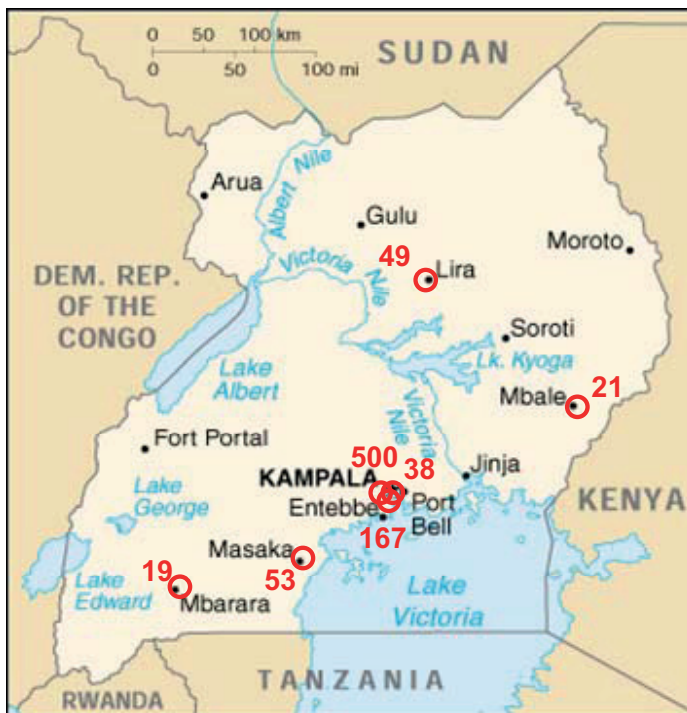 0 50 100 km
0 50 100 mi
SUDAN
Arua
Albert Nile
Gulu
Moroto
Victoria Nile
49
Lira
DEM. REP.
OF THE
CONGO
Soroti
Lake
Albert
Lk. Kyoga
21
Mbale
Victoria
Nile
Fort Portal
500
38
KAMPALA
Jinja
Lake
George
Entebbe
Port
Bell
KENYA
167
Masaka
53
19
Lake
Edward
Mbarara
Lake
Victoria
TANZANIA
RWANDA